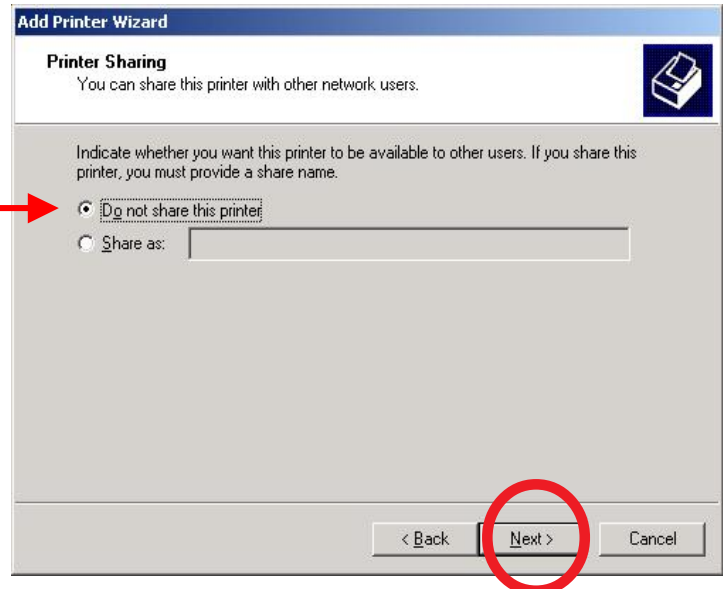 Add Printer Wizard
Printer Sharing
You can share this printer with other network users.
Indicate whether you want this printer to be available to other users. If you share this
printer, you must provide a share name.
Do not share this printer
Share as:
< Back Next > Cancel